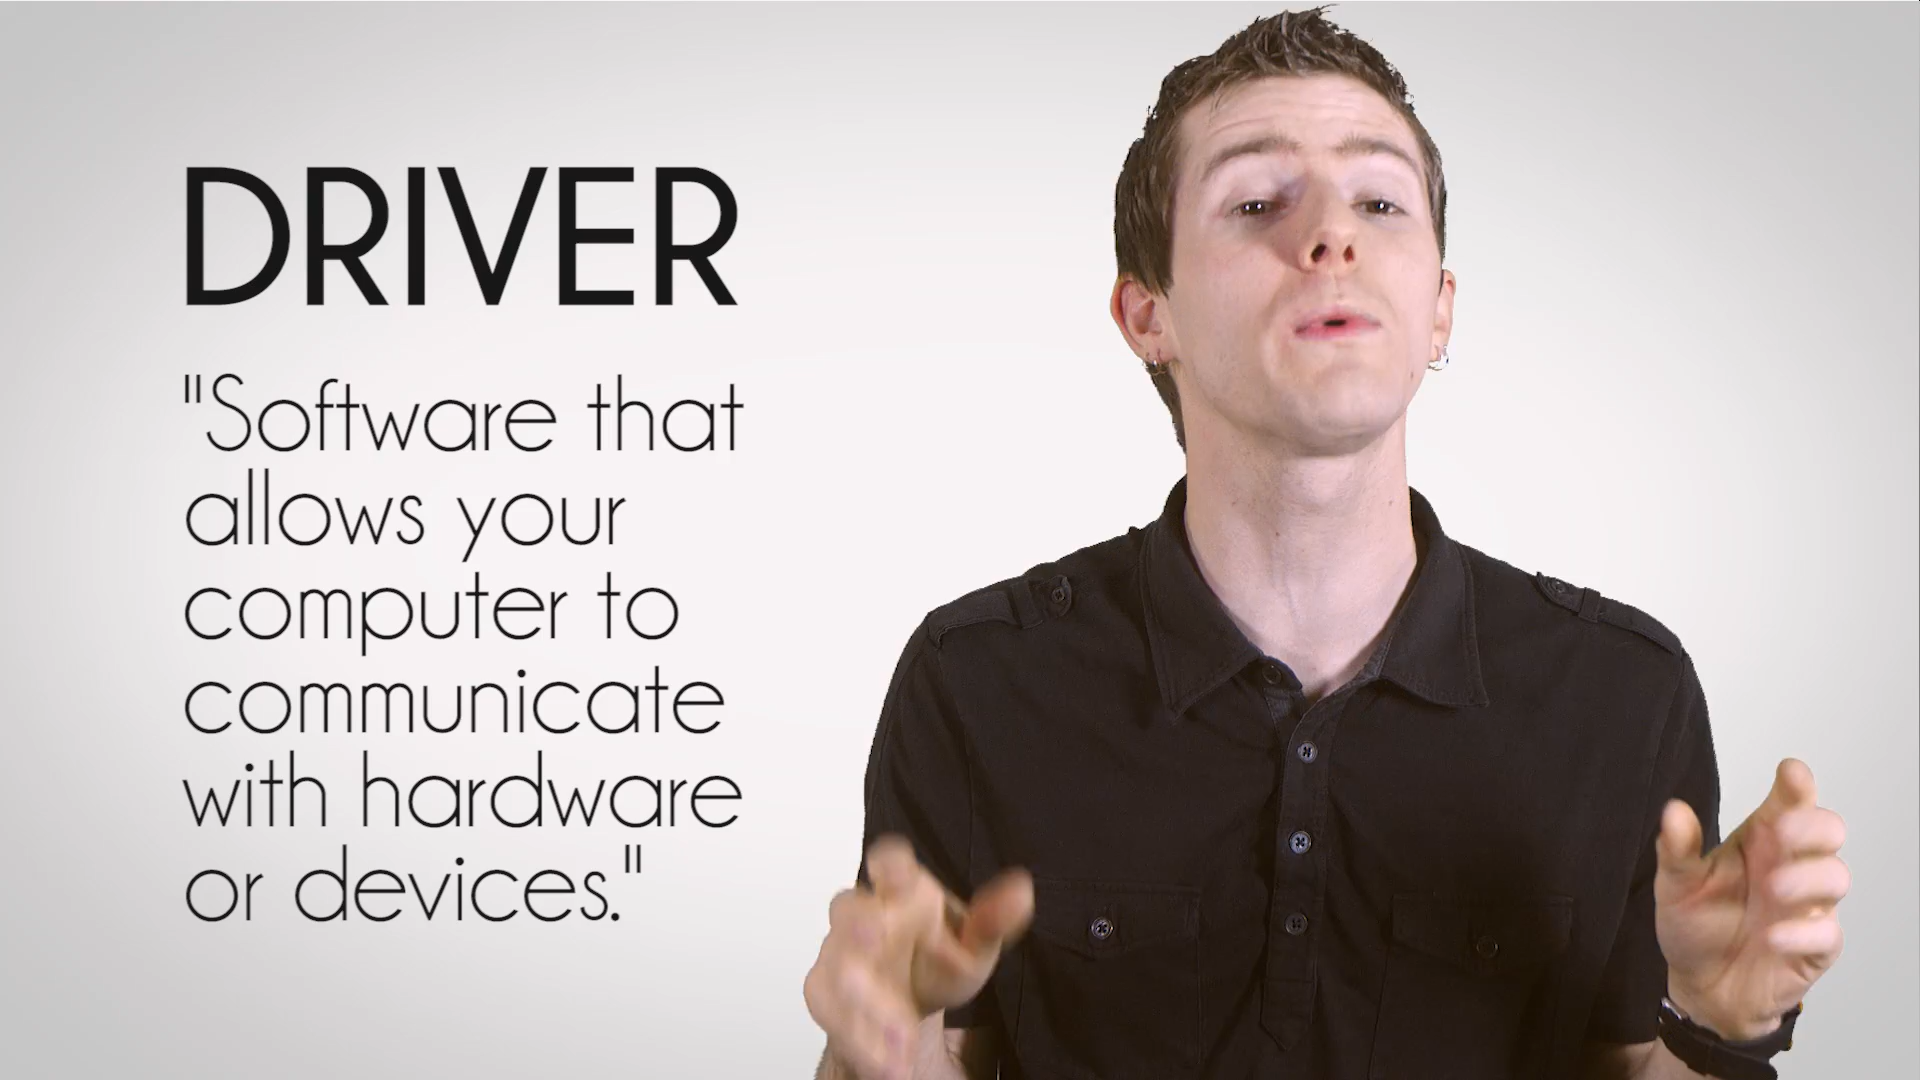 DRIVER
"Software that
allows your
computer to
communicate
with hardware
or devices."